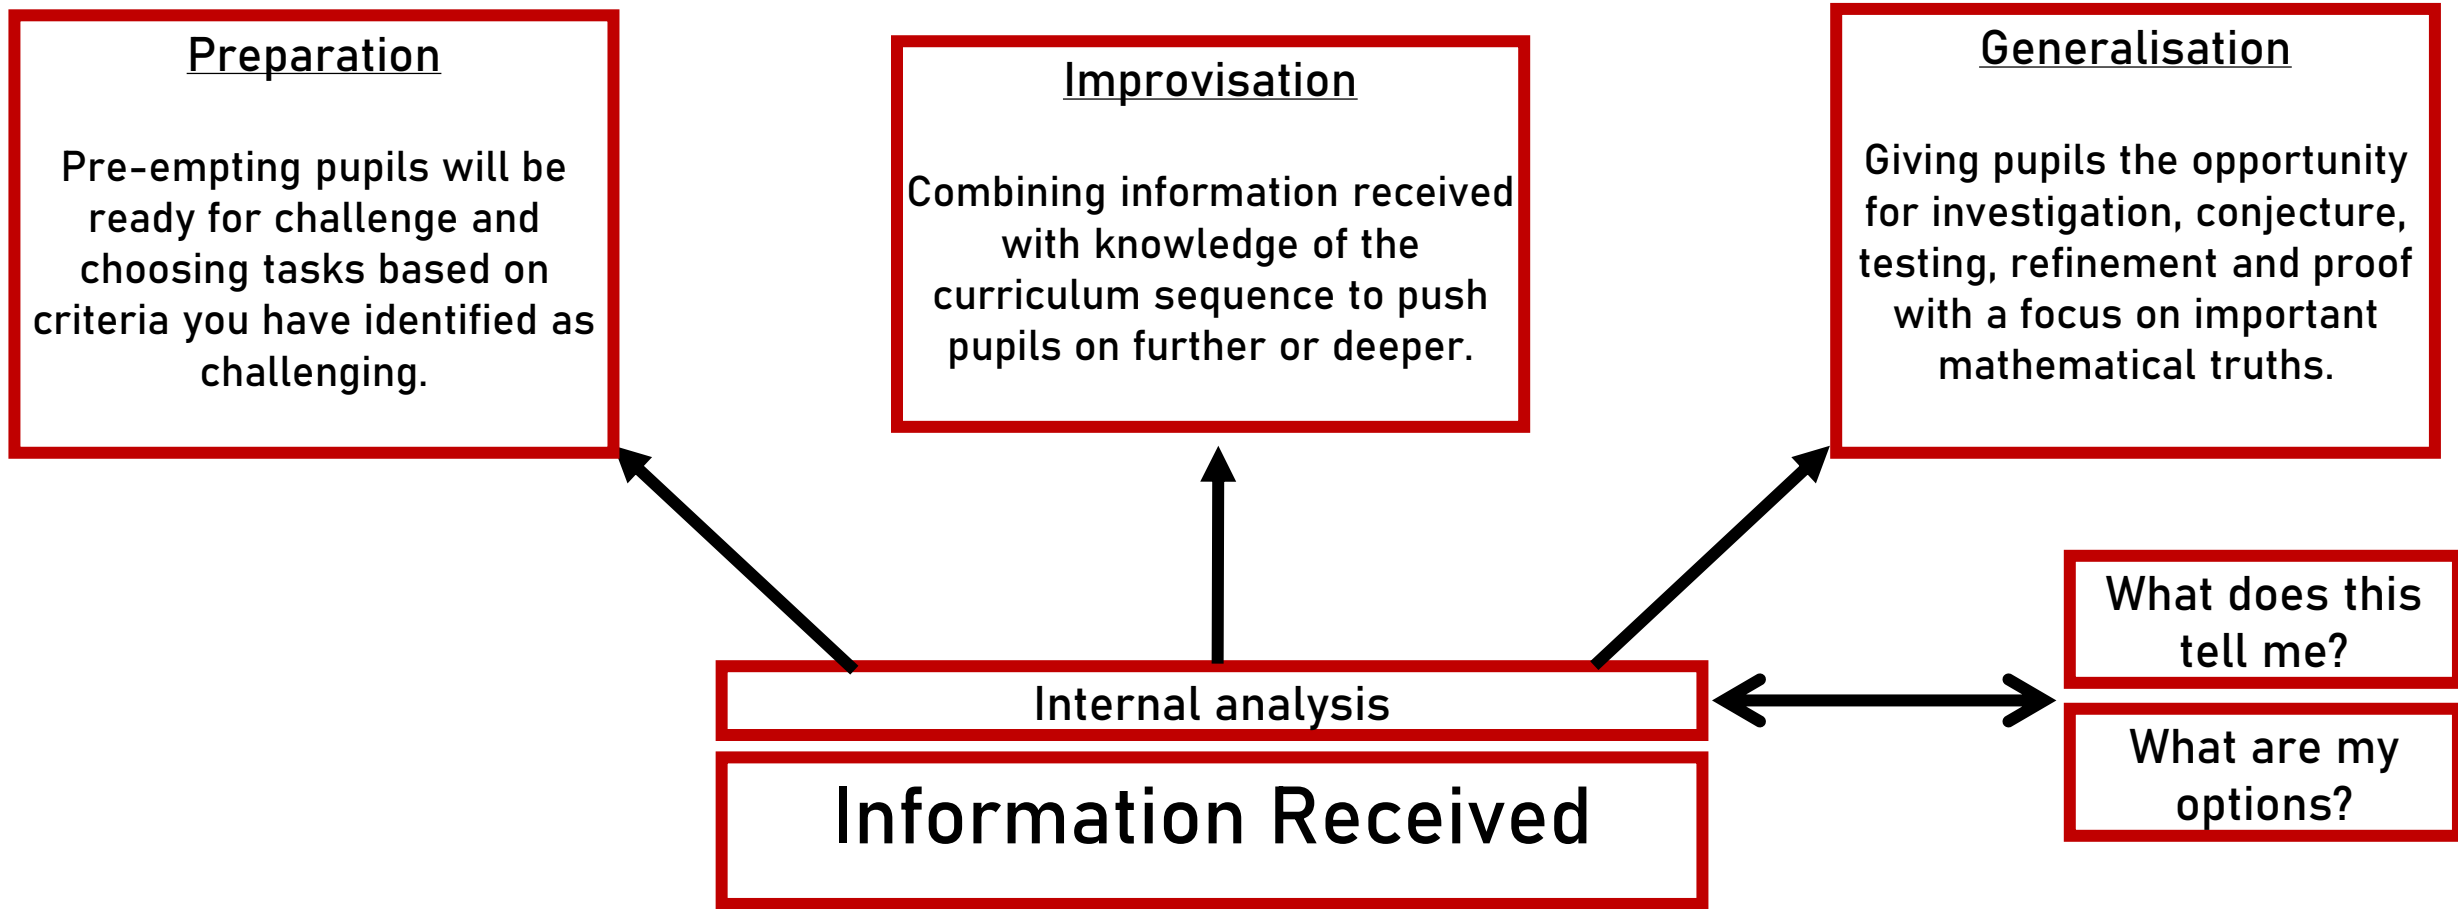 Preparation
Pre-empting pupils will be
ready for challenge and
choosing tasks based on
criteria you have identified as
challenging.
Improvisation
Combining information received
with knowledge of the
curriculum sequence to push
pupils on further or deeper.
Generalisation
Giving pupils the opportunity
for investigation, conjecture,
testing, refinement and proof
with a focus on important
mathematical truths.
Internal analysis
Information Received
What does this
tell me?
What are my
options?